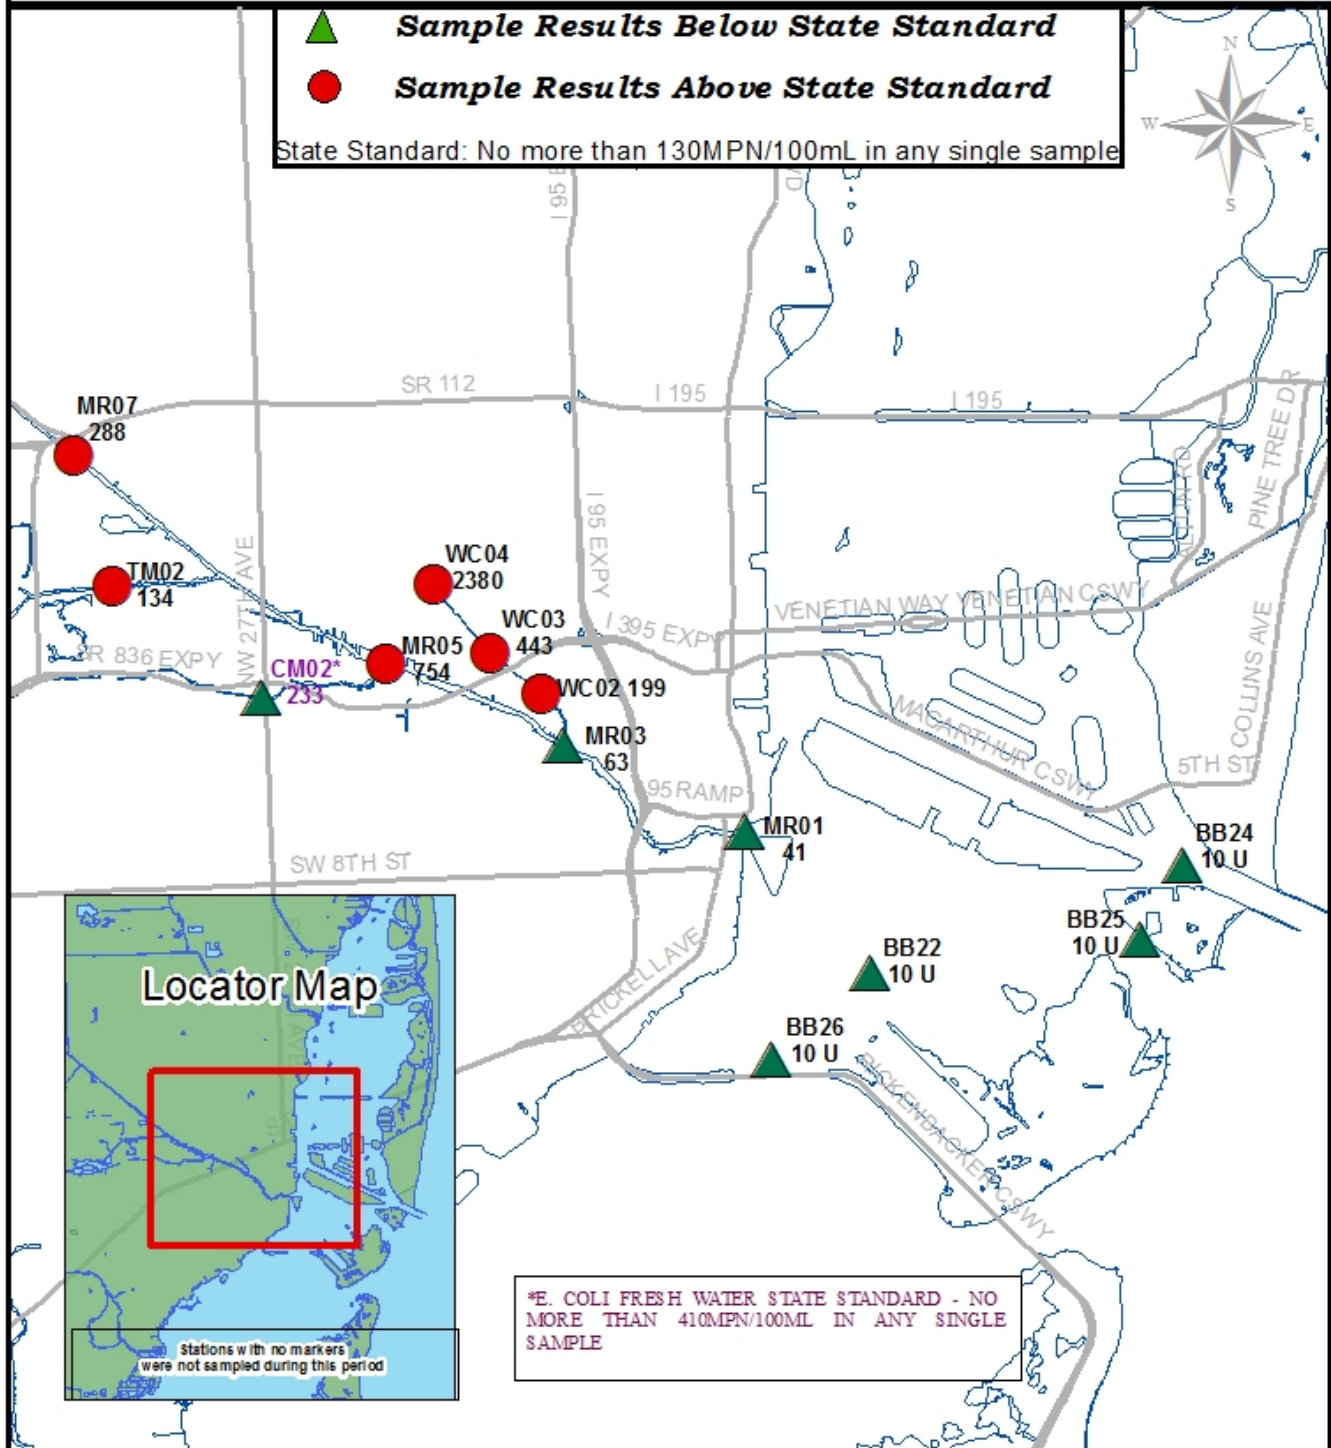 Sample Results Below State Standard
Sample Results Above State Standard
State Standard: No more than 130MPN/100mL in any single sample
N
W
E
S
I 95 E
SR 112
I 195
I 195
MR07
288
PINE TREE DR
ALTON RD
I 95 EXPY
NW 27TH AVE
WC04
2380
TM02
134
VENETIAN WAY
VENETIAN CSWY
WC03
443
I 395 EXPY
MR05
754
SR 836 EXPY
CM02*
233
WC02 199
COLLINS AVE
MACARTHUR CSWY
MR03
63
5TH ST
95 RAMP
MR01
41
BB24
10 U
SW 8TH ST
BB25
10 U
BB22
10 U
BRICKELL AVE
BB26
10 U
RICKENBACKER CSWY
Locator Map
*E. COLI FRESH WATER STATE STANDARD - NO
MORE THAN 410MPN/100ML IN ANY SINGLE
SAMPLE
Stations with no markers
were not sampled during this period